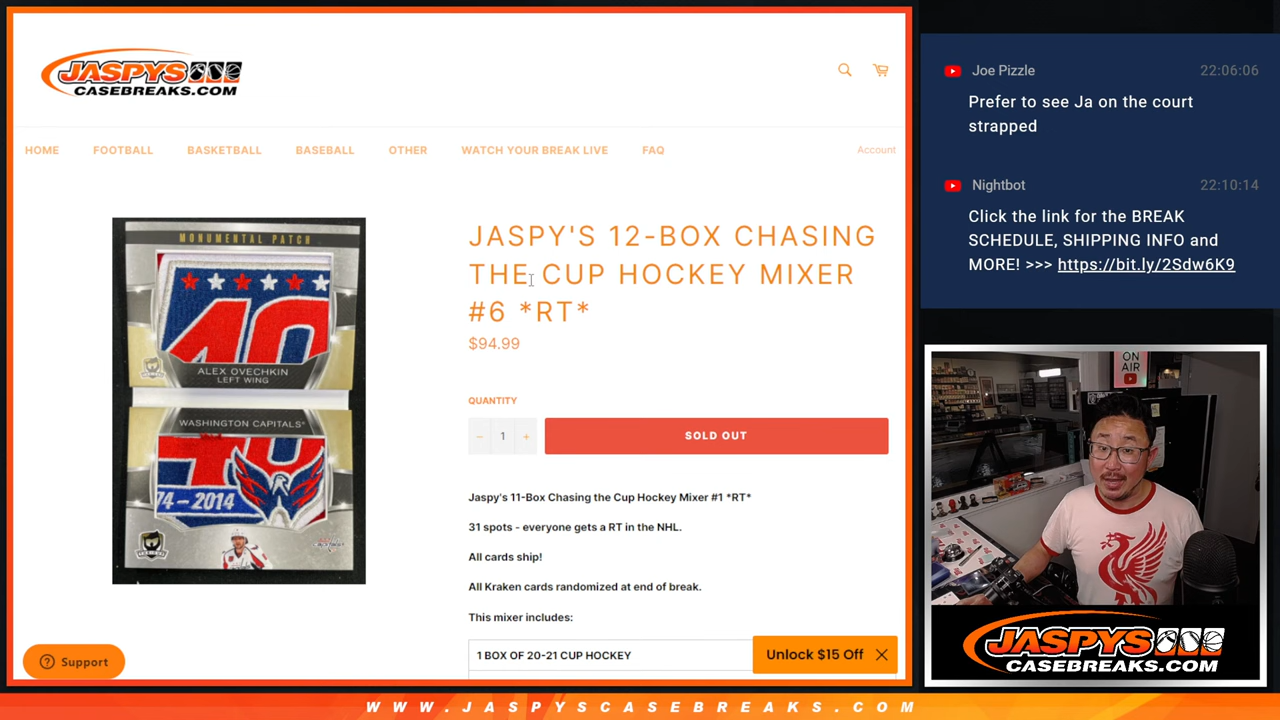 JASPYS
CASEBREAKS.COM
HOME
FOOTBALL
BASKETBALL
BASEBALL
OTHER
WATCH YOUR BREAK LIVE
FAQ
Account
MONUMENTAL PATCH
ALEX OVECHKIN
LEFT WING
WASHINGTON CAPITALS
74 – 2014
JASPY'S 12-BOX CHASING
THE CUP HOCKEY MIXER
#6 *RT*
$94.99
QUANTITY
− 1 +
SOLD OUT
Jaspy's 11-Box Chasing the Cup Hockey Mixer #1 *RT*
31 spots - everyone gets a RT in the NHL.
All cards ship!
All Kraken cards randomized at end of break.
This mixer includes:
1 BOX OF 20-21 CUP HOCKEY
Support
Unlock $15 Off
Joe Pizzle 22:06:06
Prefer to see Ja on the court
strapped
Nightbot 22:10:14
Click the link for the BREAK
SCHEDULE, SHIPPING INFO and
MORE! >>> https://bit.ly/2Sdw6K9
ON
AIR
JASPYS
CASEBREAKS.COM
WWW.JASPYSCASEBREAKS.COM